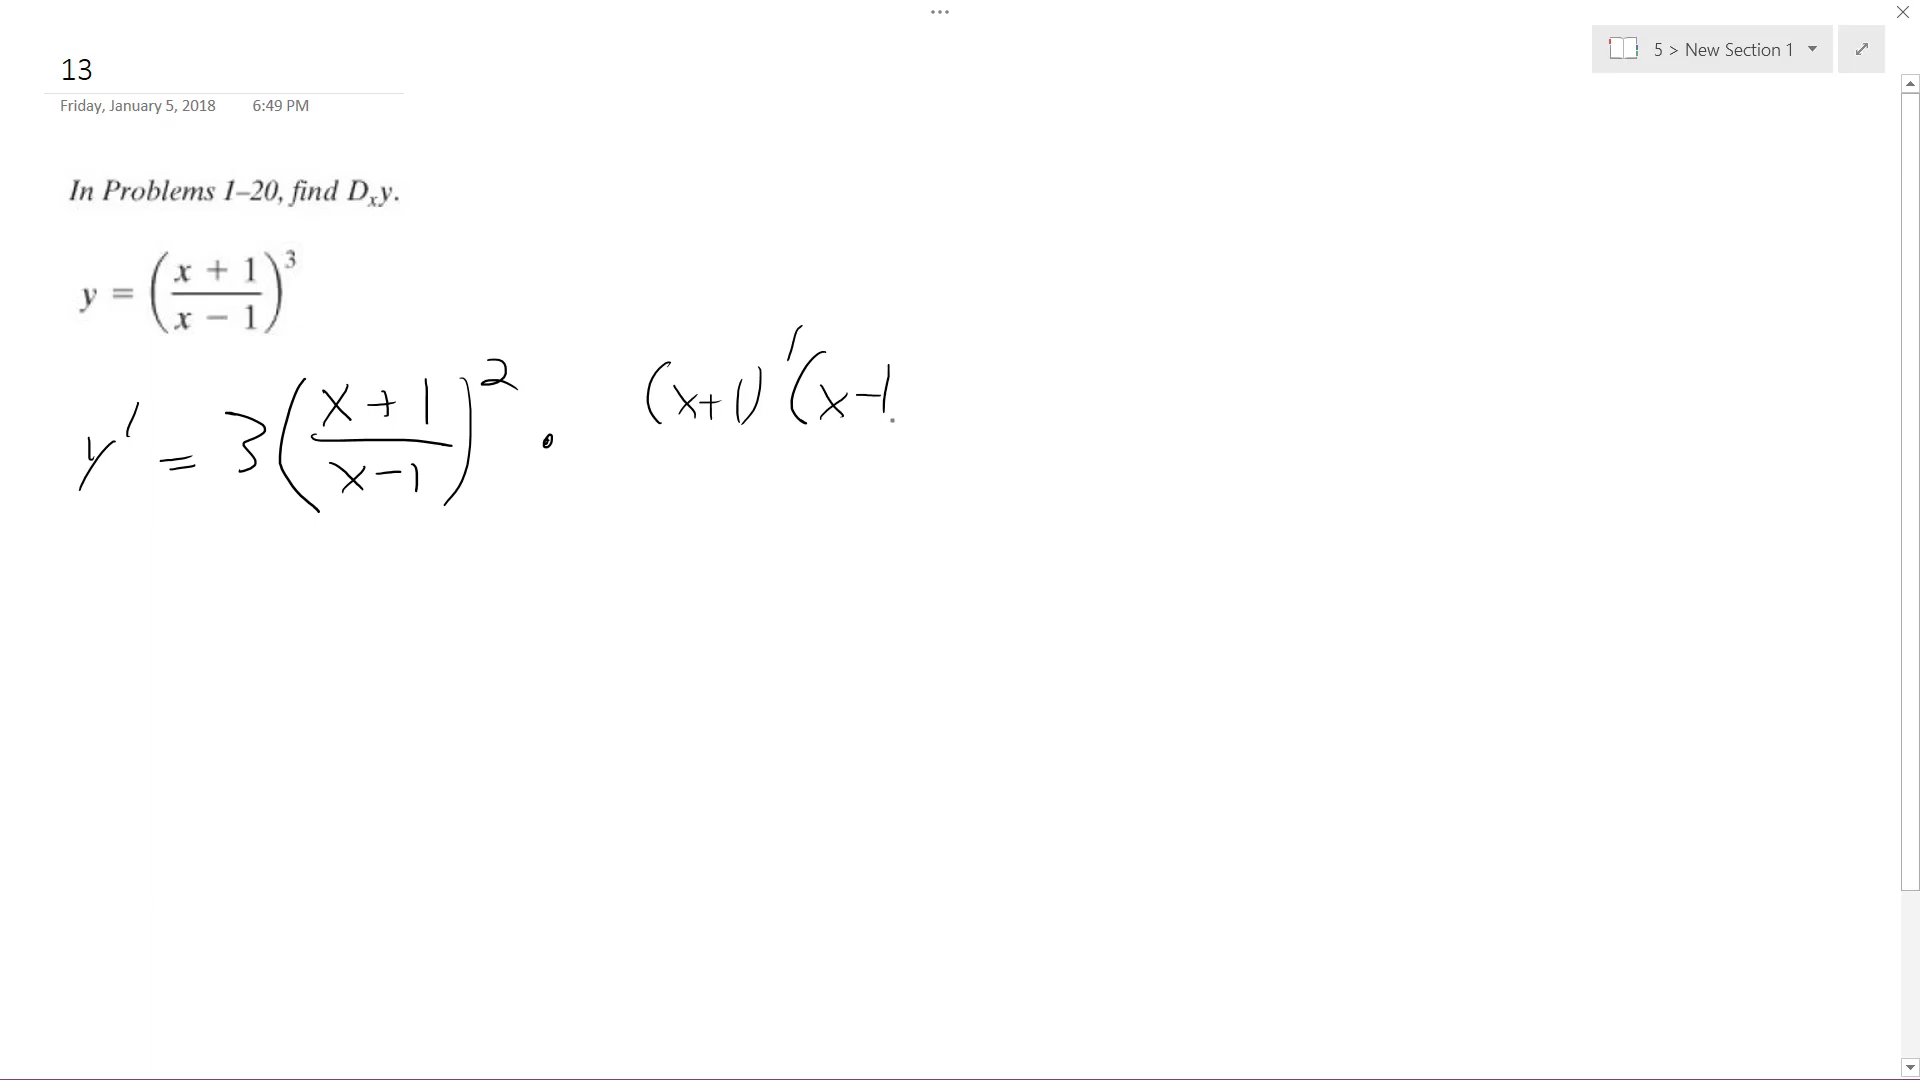 ...
5 > New Section 1
13
Friday, January 5, 2018 6:49 PM
In Problems 1–20, find Dₓy.
y = ((x + 1)/(x − 1))³
y' = 3((x+1)/(x-1))² • (x+1)'(x-1